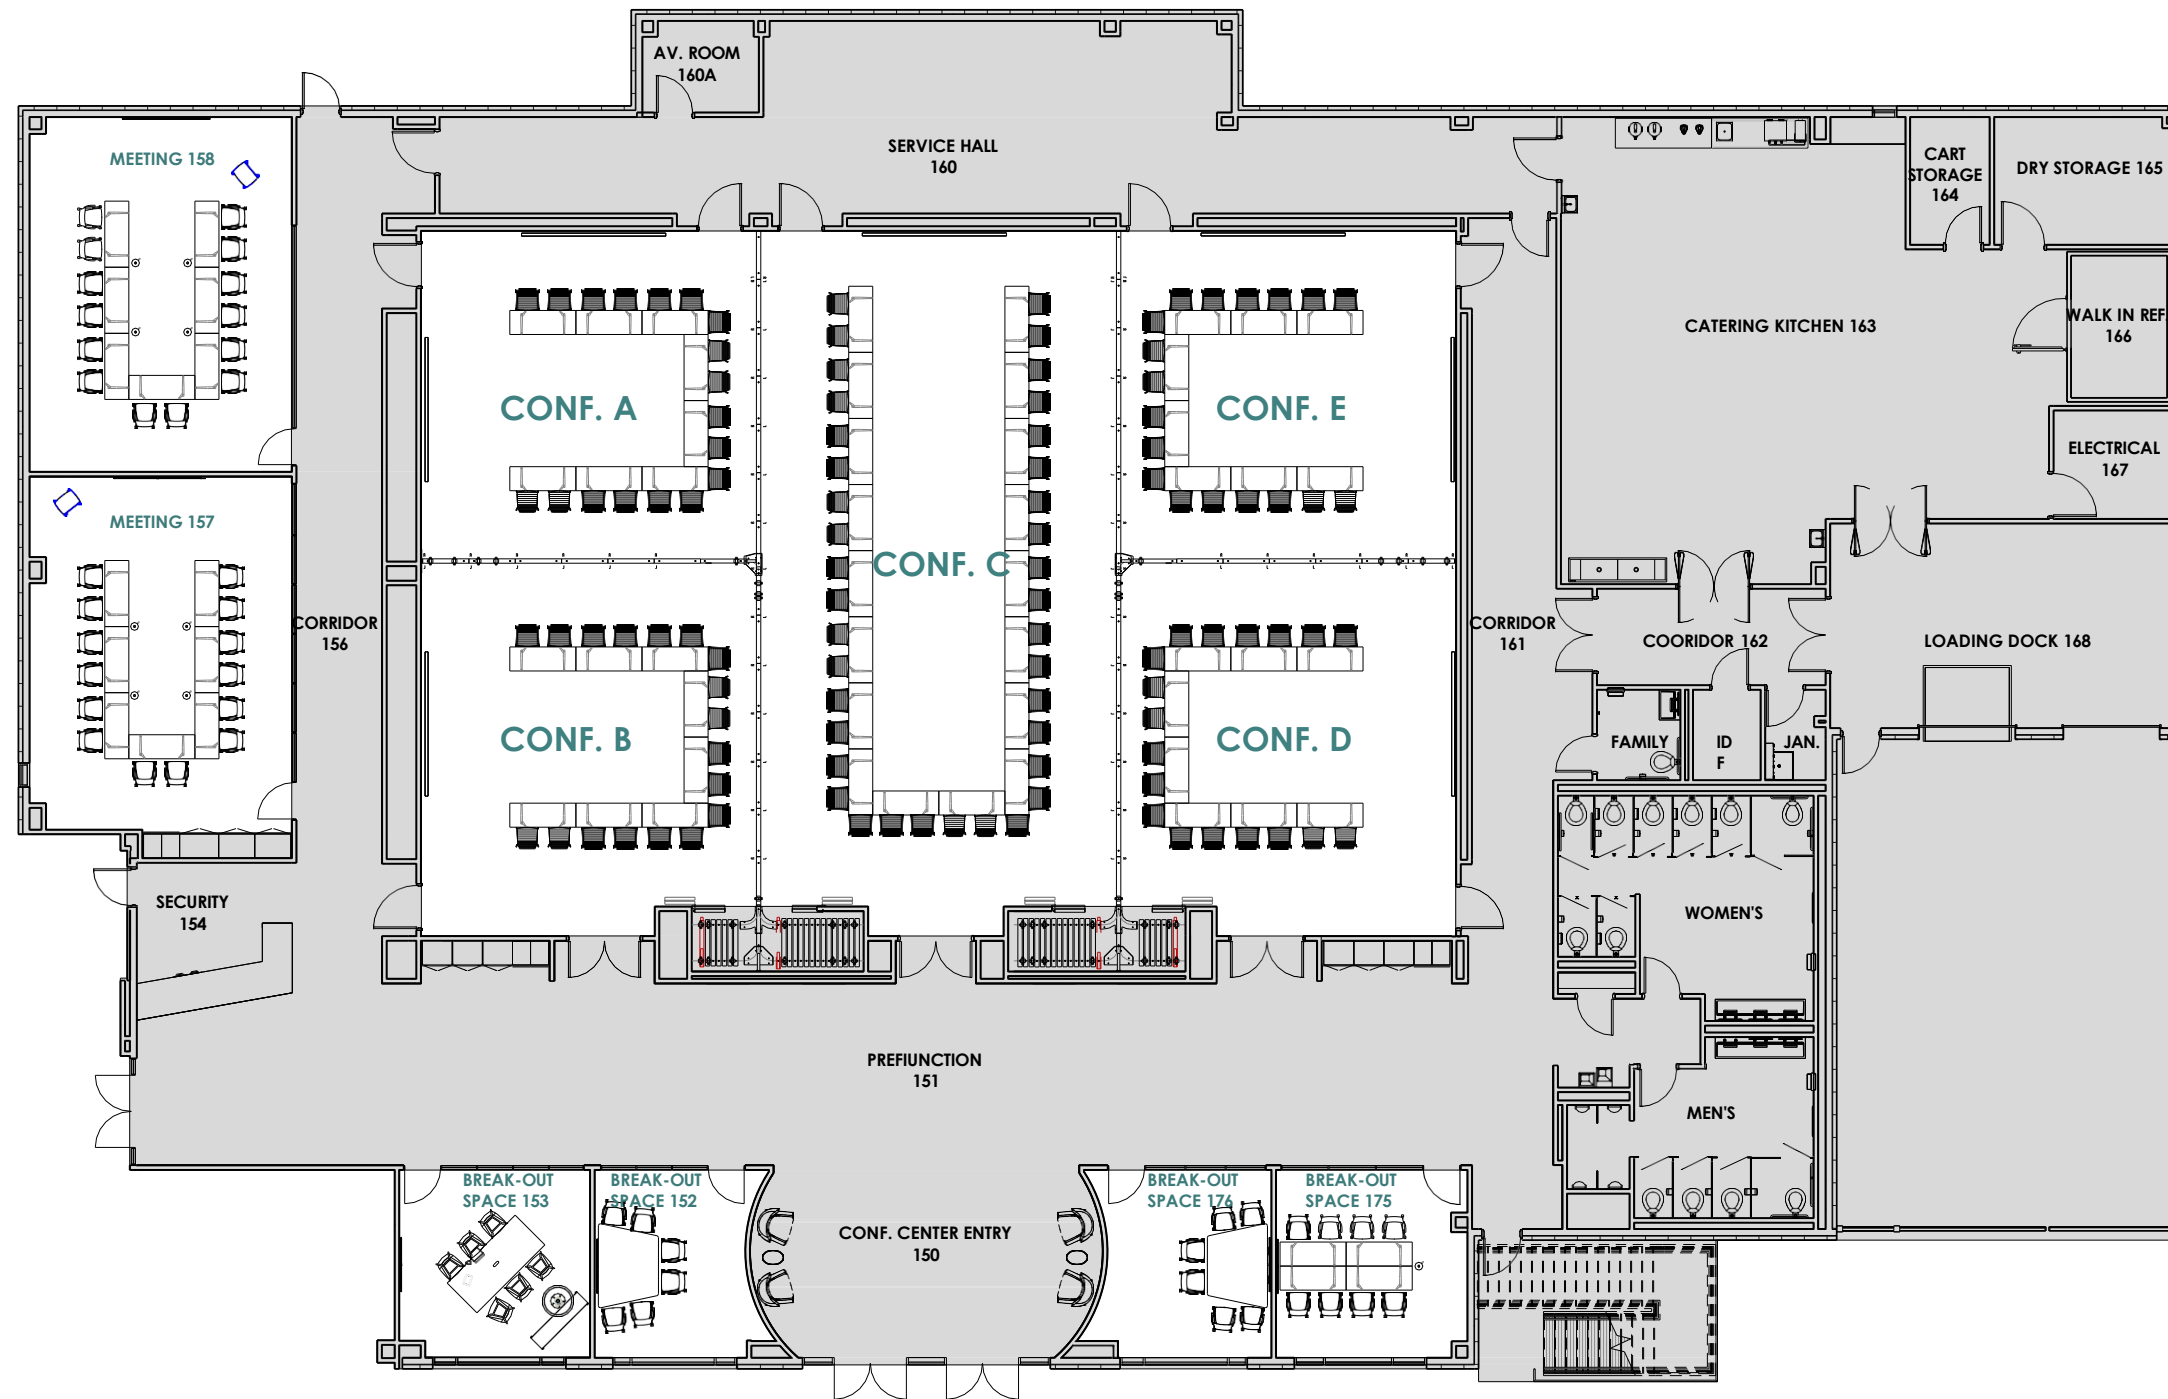 AV. ROOM
160A
SERVICE HALL
160
MEETING 158
CART
STORAGE
164
DRY STORAGE 165
WALK IN REF.
166
CATERING KITCHEN 163
ELECTRICAL
167
CONF. A
CONF. E
MEETING 157
CONF. C
CORRIDOR
156
CORRIDOR
161
COORIDOR 162
LOADING DOCK 168
CONF. B
CONF. D
FAMILY
ID
F
JAN.
SECURITY
154
WOMEN'S
PREFIUNCTION
151
MEN'S
BREAK-OUT
SPACE 153
BREAK-OUT
SPACE 152
BREAK-OUT
SPACE 176
BREAK-OUT
SPACE 175
CONF. CENTER ENTRY
150